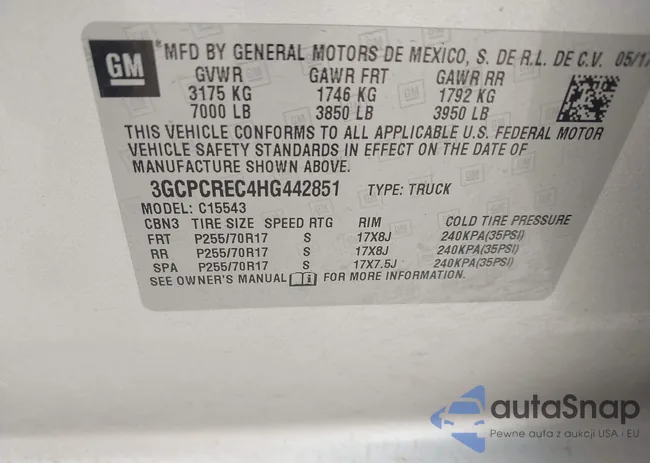 GM
*MFD BY GENERAL MOTORS DE MEXICO, S. DE R.L. DE C.V. 05/17
GVWR GAWR FRT GAWR RR
3175 KG 1746 KG 1792 KG
7000 LB 3850 LB 3950 LB
THIS VEHICLE CONFORMS TO ALL APPLICABLE U.S. FEDERAL MOTOR
VEHICLE SAFETY STANDARDS IN EFFECT ON THE DATE OF
MANUFACTURE SHOWN ABOVE.
3GCPCREC4HG442851 TYPE: TRUCK
MODEL: C15543
CBN3 TIRE SIZE SPEED RTG RIM COLD TIRE PRESSURE
FRT P255/70R17 S 17X8J 240KPA(35PSI)
RR P255/70R17 S 17X8J 240KPA(35PSI)
SPA P255/70R17 S 17X7.5J 240KPA(35PSI)
SEE OWNER'S MANUAL i FOR MORE INFORMATION.
autaSnap
Pewne auta z aukcji USA i EU